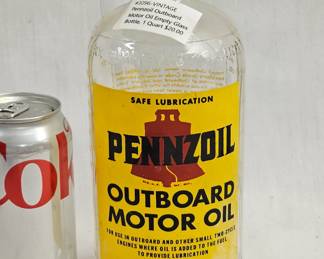 #2096-VINTAGE
Pennzoil Outboard
Motor Oil Empty Glass
Bottle. 1 Quart $20.00
SAFE LUBRICATION
PENNZOIL
OUTBOARD
MOTOR OIL
FOR USE IN OUTBOARD AND OTHER SMALL TWO-CYCLE
ENGINES WHERE OIL IS ADDED TO THE FUEL
TO PROVIDE LUBRICATION
Cok